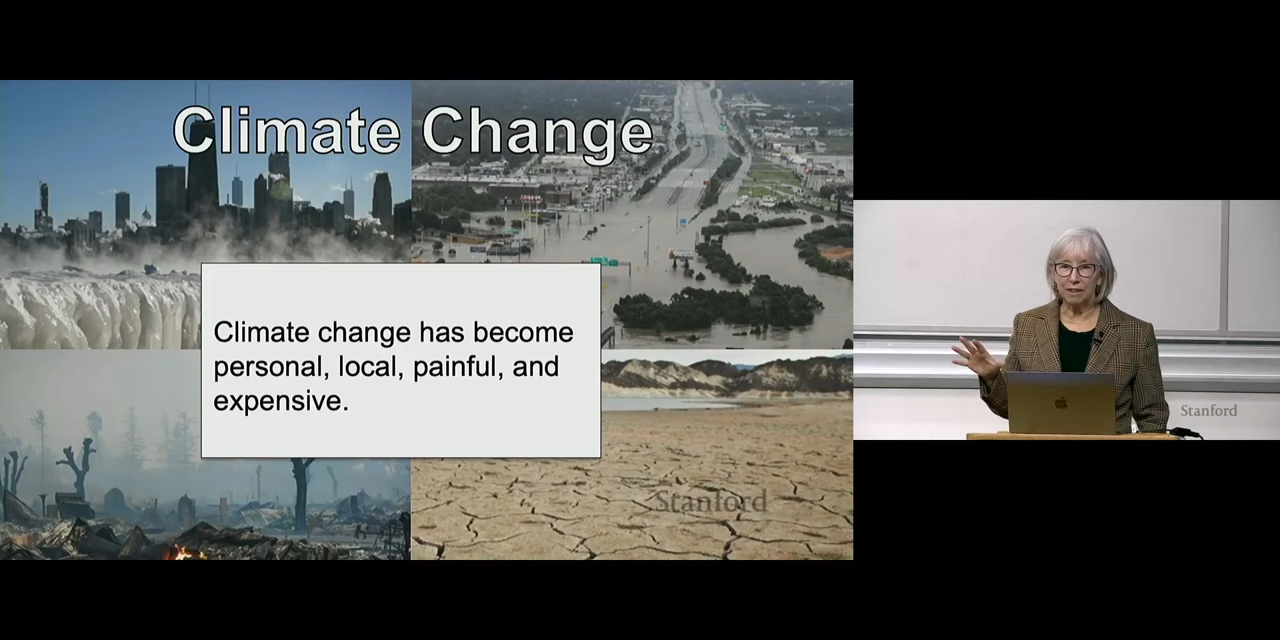 Climate Change
Climate change has become
personal, local, painful, and
expensive.
Stanford
Stanford